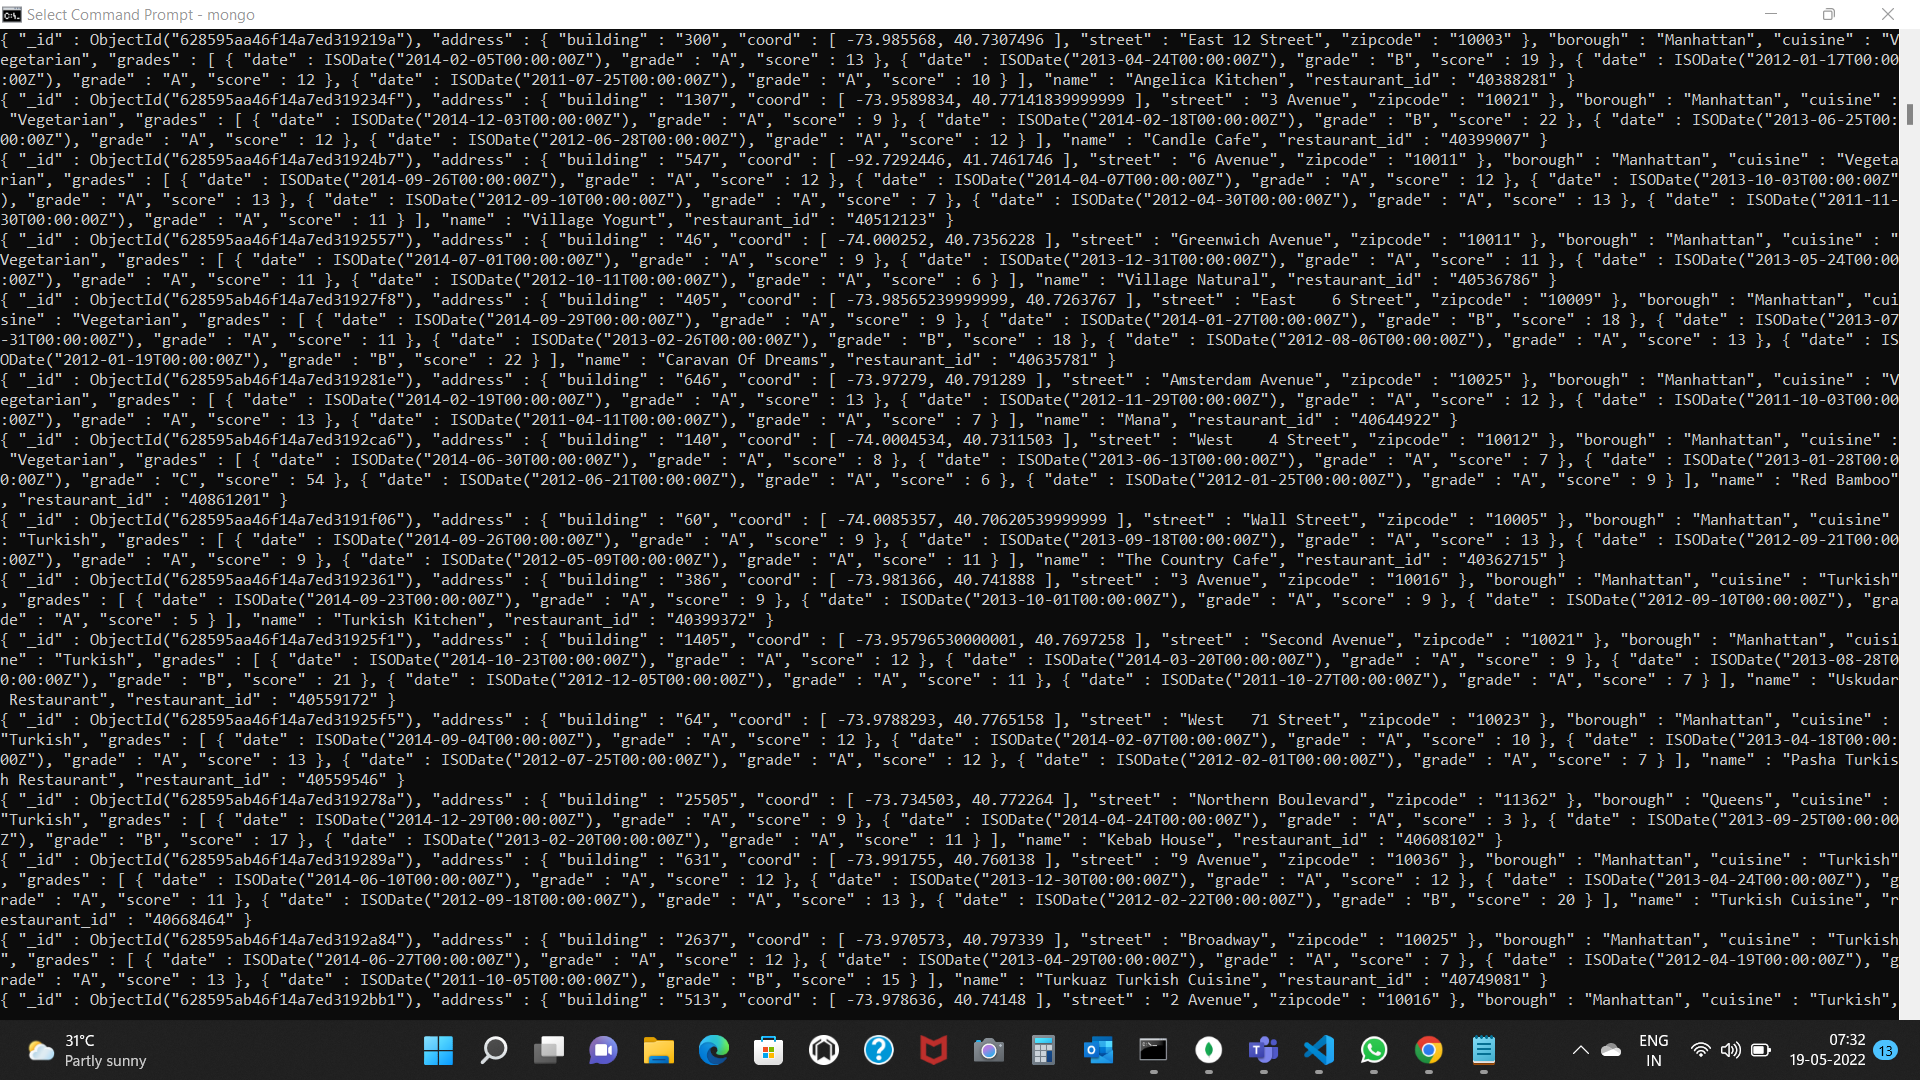 Select Command Prompt - mongo
{ "_id" : ObjectId("628595aa46f14a7ed319219a"), "address" : { "building" : "300", "coord" : [ -73.985568, 40.7307496 ], "street" : "East 12 Street", "zipcode" : "10003" }, "borough" : "Manhattan", "cuisine" : "V
egetarian", "grades" : [ { "date" : ISODate("2014-02-05T00:00:00Z"), "grade" : "A", "score" : 13 }, { "date" : ISODate("2013-04-24T00:00:00Z"), "grade" : "B", "score" : 19 }, { "date" : ISODate("2012-01-17T00:00
:00Z"), "grade" : "A", "score" : 12 }, { "date" : ISODate("2011-07-25T00:00:00Z"), "grade" : "A", "score" : 10 } ], "name" : "Angelica Kitchen", "restaurant_id" : "40388281" }
{ "_id" : ObjectId("628595aa46f14a7ed319234f"), "address" : { "building" : "1307", "coord" : [ -73.9589834, 40.77141839999999 ], "street" : "3 Avenue", "zipcode" : "10021" }, "borough" : "Manhattan", "cuisine" :
 "Vegetarian", "grades" : [ { "date" : ISODate("2014-12-03T00:00:00Z"), "grade" : "A", "score" : 9 }, { "date" : ISODate("2014-02-18T00:00:00Z"), "grade" : "B", "score" : 22 }, { "date" : ISODate("2013-06-25T00:
00:00Z"), "grade" : "A", "score" : 12 }, { "date" : ISODate("2012-06-28T00:00:00Z"), "grade" : "A", "score" : 12 } ], "name" : "Candle Cafe", "restaurant_id" : "40399007" }
{ "_id" : ObjectId("628595aa46f14a7ed31924b7"), "address" : { "building" : "547", "coord" : [ -92.7292446, 41.7461746 ], "street" : "6 Avenue", "zipcode" : "10011" }, "borough" : "Manhattan", "cuisine" : "Vegeta
rian", "grades" : [ { "date" : ISODate("2014-09-26T00:00:00Z"), "grade" : "A", "score" : 12 }, { "date" : ISODate("2014-04-07T00:00:00Z"), "grade" : "A", "score" : 12 }, { "date" : ISODate("2013-10-03T00:00:00Z"
), "grade" : "A", "score" : 13 }, { "date" : ISODate("2012-09-10T00:00:00Z"), "grade" : "A", "score" : 7 }, { "date" : ISODate("2012-04-30T00:00:00Z"), "grade" : "A", "score" : 13 }, { "date" : ISODate("2011-11-
30T00:00:00Z"), "grade" : "A", "score" : 11 } ], "name" : "Village Yogurt", "restaurant_id" : "40512123" }
{ "_id" : ObjectId("628595aa46f14a7ed3192557"), "address" : { "building" : "46", "coord" : [ -74.000252, 40.7356228 ], "street" : "Greenwich Avenue", "zipcode" : "10011" }, "borough" : "Manhattan", "cuisine" : "
Vegetarian", "grades" : [ { "date" : ISODate("2014-07-01T00:00:00Z"), "grade" : "A", "score" : 9 }, { "date" : ISODate("2013-12-31T00:00:00Z"), "grade" : "A", "score" : 11 }, { "date" : ISODate("2013-05-24T00:00
:00Z"), "grade" : "A", "score" : 11 }, { "date" : ISODate("2012-10-11T00:00:00Z"), "grade" : "A", "score" : 6 } ], "name" : "Village Natural", "restaurant_id" : "40536786" }
{ "_id" : ObjectId("628595ab46f14a7ed31927f8"), "address" : { "building" : "405", "coord" : [ -73.98565239999999, 40.7263767 ], "street" : "East    6 Street", "zipcode" : "10009" }, "borough" : "Manhattan", "cui
sine" : "Vegetarian", "grades" : [ { "date" : ISODate("2014-09-29T00:00:00Z"), "grade" : "A", "score" : 9 }, { "date" : ISODate("2014-01-27T00:00:00Z"), "grade" : "B", "score" : 18 }, { "date" : ISODate("2013-07
-31T00:00:00Z"), "grade" : "A", "score" : 11 }, { "date" : ISODate("2013-02-26T00:00:00Z"), "grade" : "B", "score" : 18 }, { "date" : ISODate("2012-08-06T00:00:00Z"), "grade" : "A", "score" : 13 }, { "date" : IS
ODate("2012-01-19T00:00:00Z"), "grade" : "B", "score" : 22 } ], "name" : "Caravan Of Dreams", "restaurant_id" : "40635781" }
{ "_id" : ObjectId("628595ab46f14a7ed319281e"), "address" : { "building" : "646", "coord" : [ -73.97279, 40.791289 ], "street" : "Amsterdam Avenue", "zipcode" : "10025" }, "borough" : "Manhattan", "cuisine" : "V
egetarian", "grades" : [ { "date" : ISODate("2014-02-19T00:00:00Z"), "grade" : "A", "score" : 13 }, { "date" : ISODate("2012-11-29T00:00:00Z"), "grade" : "A", "score" : 12 }, { "date" : ISODate("2011-10-03T00:00
:00Z"), "grade" : "A", "score" : 13 }, { "date" : ISODate("2011-04-11T00:00:00Z"), "grade" : "A", "score" : 7 } ], "name" : "Mana", "restaurant_id" : "40644922" }
{ "_id" : ObjectId("628595ab46f14a7ed3192ca6"), "address" : { "building" : "140", "coord" : [ -74.0004534, 40.7311503 ], "street" : "West    4 Street", "zipcode" : "10012" }, "borough" : "Manhattan", "cuisine" :
 "Vegetarian", "grades" : [ { "date" : ISODate("2014-06-30T00:00:00Z"), "grade" : "A", "score" : 8 }, { "date" : ISODate("2013-06-13T00:00:00Z"), "grade" : "A", "score" : 7 }, { "date" : ISODate("2013-01-28T00:0
0:00Z"), "grade" : "C", "score" : 54 }, { "date" : ISODate("2012-06-21T00:00:00Z"), "grade" : "A", "score" : 6 }, { "date" : ISODate("2012-01-25T00:00:00Z"), "grade" : "A", "score" : 9 } ], "name" : "Red Bamboo"
, "restaurant_id" : "40861201" }
{ "_id" : ObjectId("628595aa46f14a7ed3191f06"), "address" : { "building" : "60", "coord" : [ -74.0085357, 40.70620539999999 ], "street" : "Wall Street", "zipcode" : "10005" }, "borough" : "Manhattan", "cuisine"
: "Turkish", "grades" : [ { "date" : ISODate("2014-09-26T00:00:00Z"), "grade" : "A", "score" : 9 }, { "date" : ISODate("2013-09-18T00:00:00Z"), "grade" : "A", "score" : 13 }, { "date" : ISODate("2012-09-21T00:00
:00Z"), "grade" : "A", "score" : 9 }, { "date" : ISODate("2012-05-09T00:00:00Z"), "grade" : "A", "score" : 11 } ], "name" : "The Country Cafe", "restaurant_id" : "40362715" }
{ "_id" : ObjectId("628595aa46f14a7ed3192361"), "address" : { "building" : "386", "coord" : [ -73.981366, 40.741888 ], "street" : "3 Avenue", "zipcode" : "10016" }, "borough" : "Manhattan", "cuisine" : "Turkish"
, "grades" : [ { "date" : ISODate("2014-09-23T00:00:00Z"), "grade" : "A", "score" : 9 }, { "date" : ISODate("2013-10-01T00:00:00Z"), "grade" : "A", "score" : 9 }, { "date" : ISODate("2012-09-10T00:00:00Z"), "gra
de" : "A", "score" : 5 } ], "name" : "Turkish Kitchen", "restaurant_id" : "40399372" }
{ "_id" : ObjectId("628595aa46f14a7ed31925f1"), "address" : { "building" : "1405", "coord" : [ -73.95796530000001, 40.7697258 ], "street" : "Second Avenue", "zipcode" : "10021" }, "borough" : "Manhattan", "cuisi
ne" : "Turkish", "grades" : [ { "date" : ISODate("2014-10-23T00:00:00Z"), "grade" : "A", "score" : 12 }, { "date" : ISODate("2014-03-20T00:00:00Z"), "grade" : "A", "score" : 9 }, { "date" : ISODate("2013-08-28T0
0:00:00Z"), "grade" : "B", "score" : 21 }, { "date" : ISODate("2012-12-05T00:00:00Z"), "grade" : "A", "score" : 11 }, { "date" : ISODate("2011-10-27T00:00:00Z"), "grade" : "A", "score" : 7 } ], "name" : "Uskudar
 Restaurant", "restaurant_id" : "40559172" }
{ "_id" : ObjectId("628595aa46f14a7ed31925f5"), "address" : { "building" : "64", "coord" : [ -73.9788293, 40.7765158 ], "street" : "West   71 Street", "zipcode" : "10023" }, "borough" : "Manhattan", "cuisine" :
"Turkish", "grades" : [ { "date" : ISODate("2014-09-04T00:00:00Z"), "grade" : "A", "score" : 12 }, { "date" : ISODate("2014-02-07T00:00:00Z"), "grade" : "A", "score" : 10 }, { "date" : ISODate("2013-04-18T00:00:
00Z"), "grade" : "A", "score" : 13 }, { "date" : ISODate("2012-07-25T00:00:00Z"), "grade" : "A", "score" : 12 }, { "date" : ISODate("2012-02-01T00:00:00Z"), "grade" : "A", "score" : 7 } ], "name" : "Pasha Turkis
h Restaurant", "restaurant_id" : "40559546" }
{ "_id" : ObjectId("628595ab46f14a7ed319278a"), "address" : { "building" : "25505", "coord" : [ -73.734503, 40.772264 ], "street" : "Northern Boulevard", "zipcode" : "11362" }, "borough" : "Queens", "cuisine" :
"Turkish", "grades" : [ { "date" : ISODate("2014-12-29T00:00:00Z"), "grade" : "A", "score" : 9 }, { "date" : ISODate("2014-04-24T00:00:00Z"), "grade" : "A", "score" : 3 }, { "date" : ISODate("2013-09-25T00:00:00
Z"), "grade" : "B", "score" : 17 }, { "date" : ISODate("2013-02-20T00:00:00Z"), "grade" : "A", "score" : 11 } ], "name" : "Kebab House", "restaurant_id" : "40608102" }
{ "_id" : ObjectId("628595ab46f14a7ed319289a"), "address" : { "building" : "631", "coord" : [ -73.991755, 40.760138 ], "street" : "9 Avenue", "zipcode" : "10036" }, "borough" : "Manhattan", "cuisine" : "Turkish"
, "grades" : [ { "date" : ISODate("2014-06-10T00:00:00Z"), "grade" : "A", "score" : 12 }, { "date" : ISODate("2013-12-30T00:00:00Z"), "grade" : "A", "score" : 12 }, { "date" : ISODate("2013-04-24T00:00:00Z"), "g
rade" : "A", "score" : 11 }, { "date" : ISODate("2012-09-18T00:00:00Z"), "grade" : "A", "score" : 13 }, { "date" : ISODate("2012-02-22T00:00:00Z"), "grade" : "B", "score" : 20 } ], "name" : "Turkish Cuisine", "r
estaurant_id" : "40668464" }
{ "_id" : ObjectId("628595ab46f14a7ed3192a84"), "address" : { "building" : "2637", "coord" : [ -73.970573, 40.797339 ], "street" : "Broadway", "zipcode" : "10025" }, "borough" : "Manhattan", "cuisine" : "Turkish
", "grades" : [ { "date" : ISODate("2014-06-27T00:00:00Z"), "grade" : "A", "score" : 12 }, { "date" : ISODate("2013-04-29T00:00:00Z"), "grade" : "A", "score" : 7 }, { "date" : ISODate("2012-04-19T00:00:00Z"), "g
rade" : "A", "score" : 13 }, { "date" : ISODate("2011-10-05T00:00:00Z"), "grade" : "B", "score" : 15 } ], "name" : "Turkuaz Turkish Cuisine", "restaurant_id" : "40749081" }
{ "_id" : ObjectId("628595ab46f14a7ed3192bb1"), "address" : { "building" : "513", "coord" : [ -73.978636, 40.74148 ], "street" : "2 Avenue", "zipcode" : "10016" }, "borough" : "Manhattan", "cuisine" : "Turkish",
31°C
Partly sunny
ENG
IN
07:32
19-05-2022
13